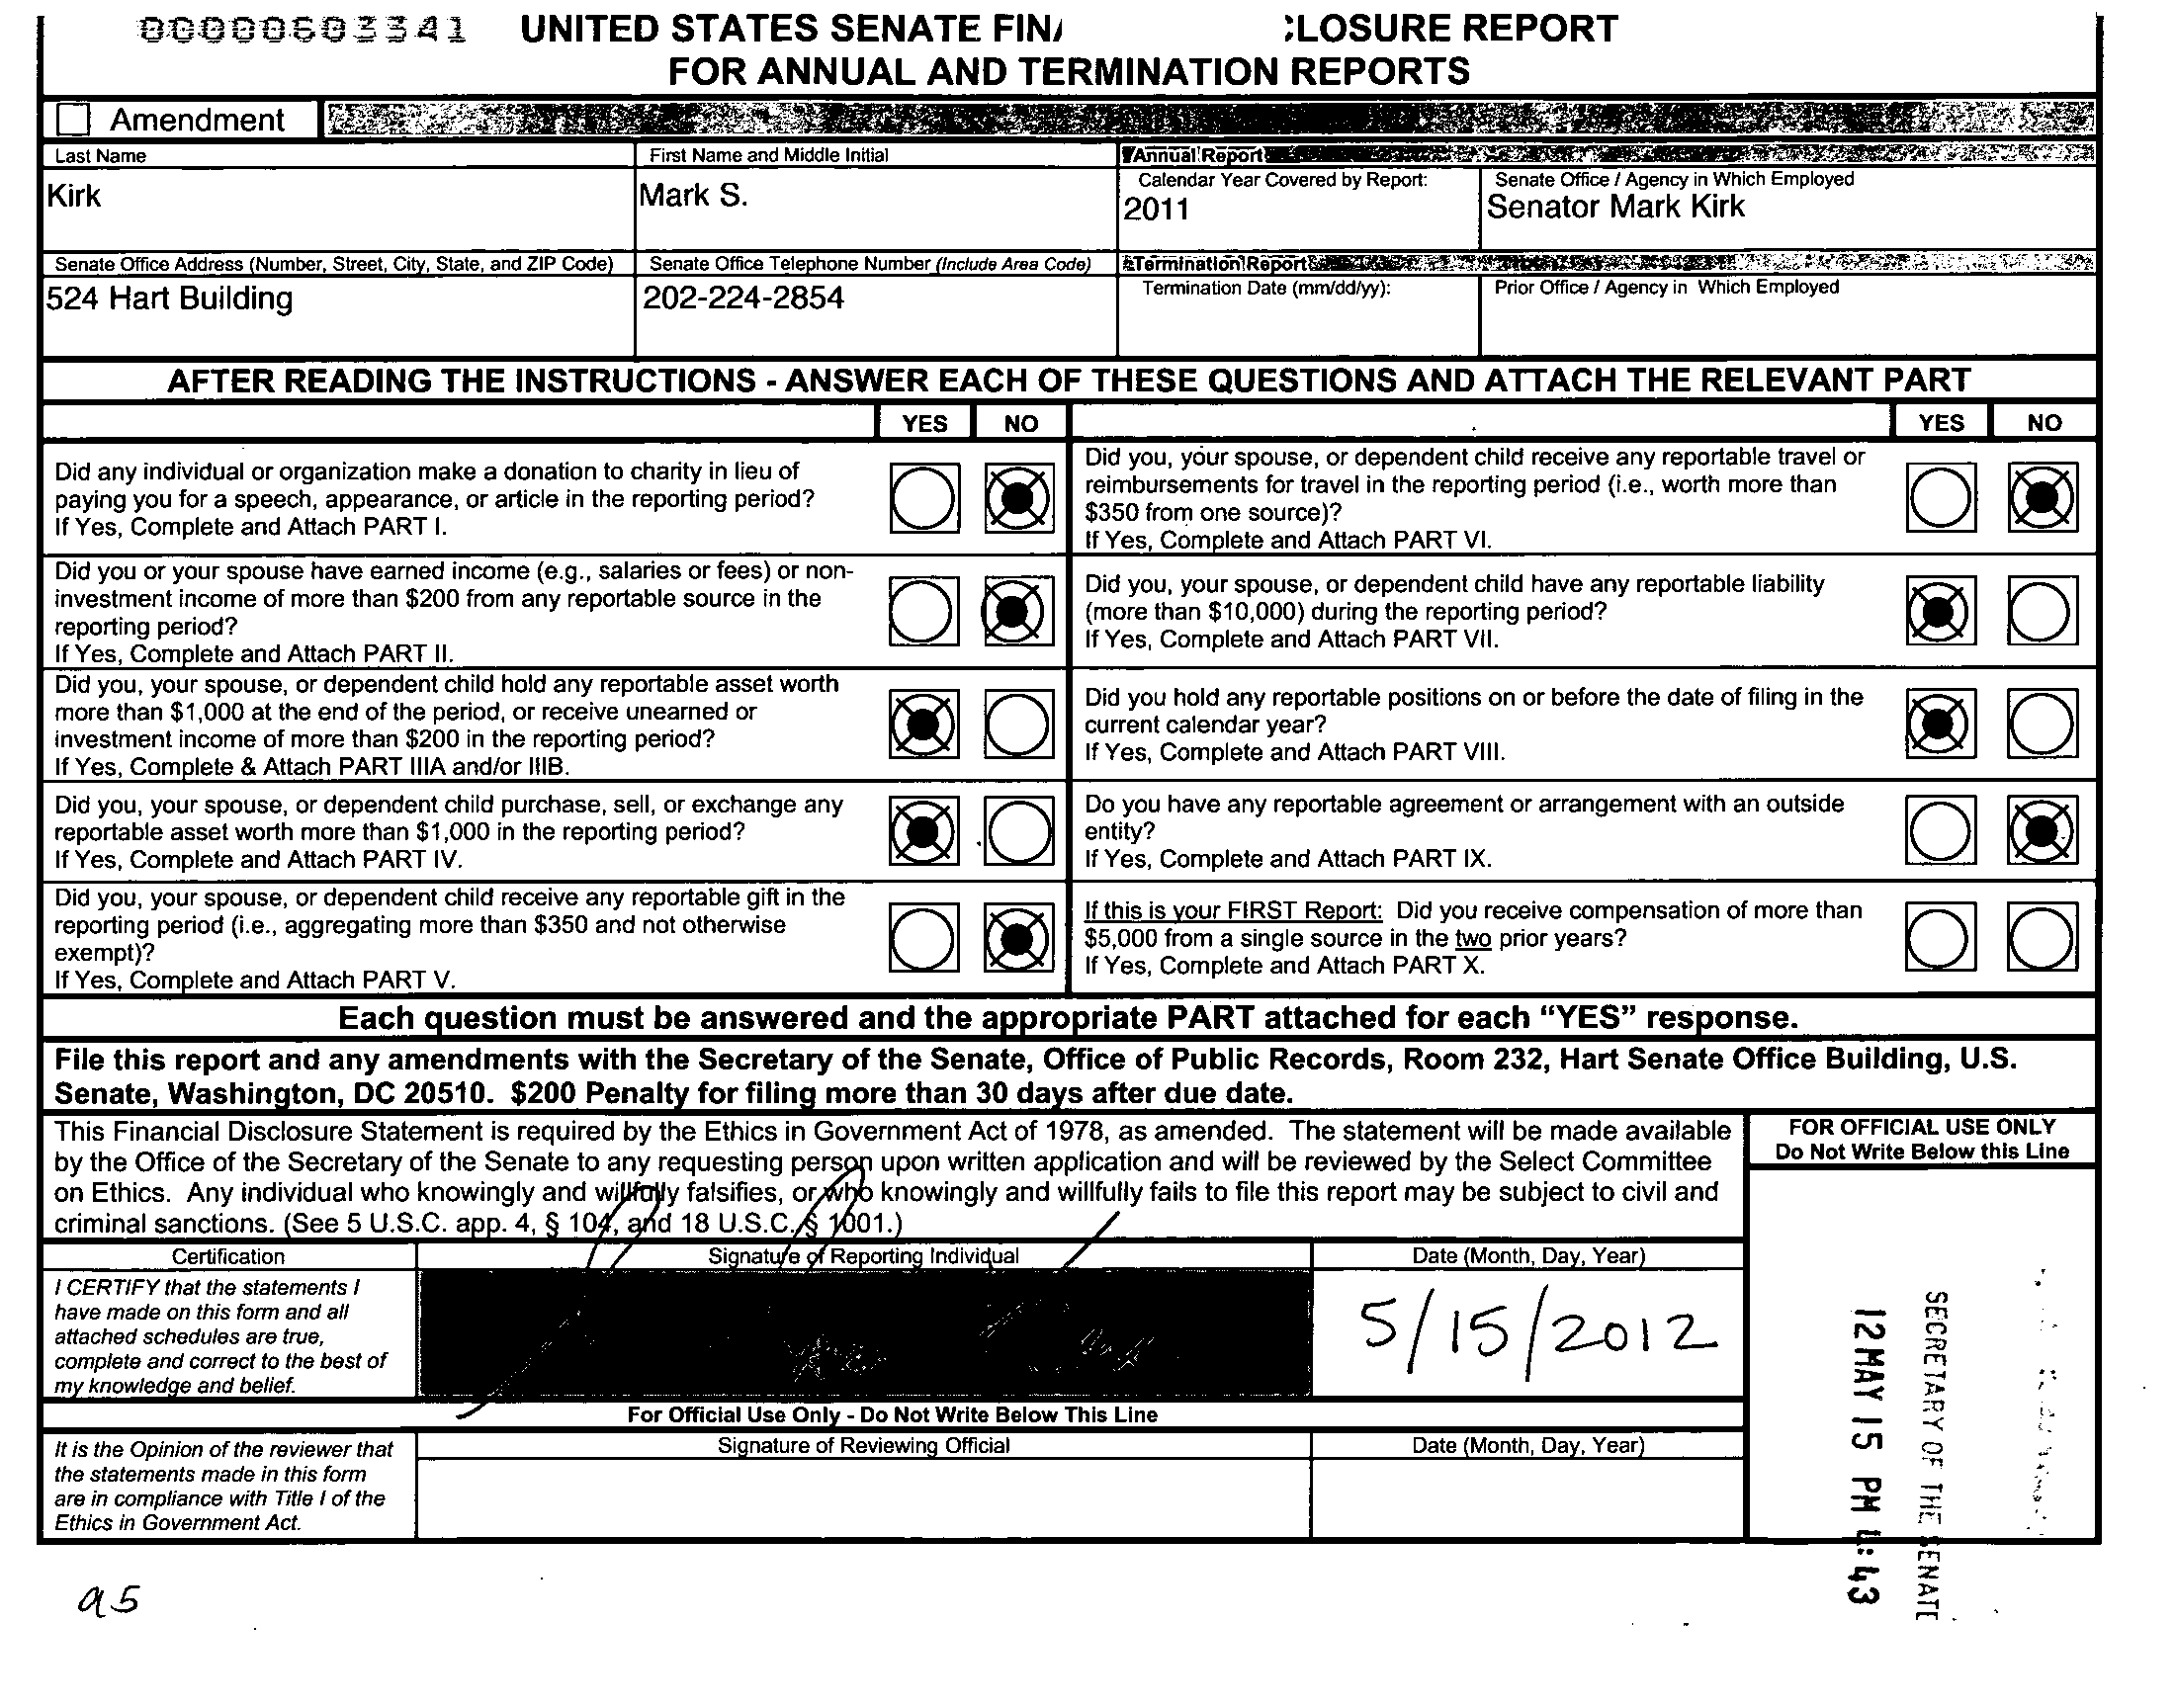 00000603341
UNITED STATES SENATE FIN
CLOSURE REPORT
FOR ANNUAL AND TERMINATION REPORTS
Amendment
Last Name
First Name and Middle Initial
Annual Report
Kirk
Mark S.
Calendar Year Covered by Report:
2011
Senate Office / Agency in Which Employed
Senator Mark Kirk
Senate Office Address (Number, Street, City, State, and ZIP Code)
Senate Office Telephone Number (Include Area Code)
Termination Report
524 Hart Building
202-224-2854
Termination Date (mm/dd/yy):
Prior Office / Agency in Which Employed
AFTER READING THE INSTRUCTIONS - ANSWER EACH OF THESE QUESTIONS AND ATTACH THE RELEVANT PART
YES NO
YES NO
Did any individual or organization make a donation to charity in lieu of
paying you for a speech, appearance, or article in the reporting period?
If Yes, Complete and Attach PART I.
Did you, your spouse, or dependent child receive any reportable travel or
reimbursements for travel in the reporting period (i.e., worth more than
$350 from one source)?
If Yes, Complete and Attach PART VI.
Did you or your spouse have earned income (e.g., salaries or fees) or non-
investment income of more than $200 from any reportable source in the
reporting period?
If Yes, Complete and Attach PART II.
Did you, your spouse, or dependent child have any reportable liability
(more than $10,000) during the reporting period?
If Yes, Complete and Attach PART VII.
Did you, your spouse, or dependent child hold any reportable asset worth
more than $1,000 at the end of the period, or receive unearned or
investment income of more than $200 in the reporting period?
If Yes, Complete & Attach PART IIIA and/or IIIB.
Did you hold any reportable positions on or before the date of filing in the
current calendar year?
If Yes, Complete and Attach PART VIII.
Did you, your spouse, or dependent child purchase, sell, or exchange any
reportable asset worth more than $1,000 in the reporting period?
If Yes, Complete and Attach PART IV.
Do you have any reportable agreement or arrangement with an outside
entity?
If Yes, Complete and Attach PART IX.
Did you, your spouse, or dependent child receive any reportable gift in the
reporting period (i.e., aggregating more than $350 and not otherwise
exempt)?
If Yes, Complete and Attach PART V.
If this is your FIRST Report: Did you receive compensation of more than
$5,000 from a single source in the two prior years?
If Yes, Complete and Attach PART X.
Each question must be answered and the appropriate PART attached for each “YES” response.
File this report and any amendments with the Secretary of the Senate, Office of Public Records, Room 232, Hart Senate Office Building, U.S.
Senate, Washington, DC 20510. $200 Penalty for filing more than 30 days after due date.
This Financial Disclosure Statement is required by the Ethics in Government Act of 1978, as amended. The statement will be made available
by the Office of the Secretary of the Senate to any requesting person upon written application and will be reviewed by the Select Committee
on Ethics. Any individual who knowingly and willfully falsifies, or who knowingly and willfully fails to file this report may be subject to civil and
criminal sanctions. (See 5 U.S.C. app. 4, § 104, and 18 U.S.C. § 1001.)
FOR OFFICIAL USE ONLY
Do Not Write Below this Line
Certification
Signature of Reporting Individual
Date (Month, Day, Year)
I CERTIFY that the statements I
have made on this form and all
attached schedules are true,
complete and correct to the best of
my knowledge and belief.
5/15/2012
For Official Use Only - Do Not Write Below This Line
It is the Opinion of the reviewer that
the statements made in this form
are in compliance with Title I of the
Ethics in Government Act.
Signature of Reviewing Official
Date (Month, Day, Year)
SECRETARY OF THE SENATE
12 MAY 15 PM 4:43
a5